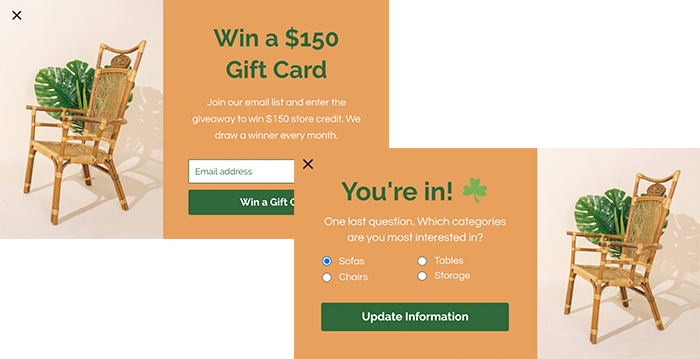 Win a $150
Gift Card
Join our email list and enter the
giveaway to win $150 store credit. We
draw a winner every month.
Email address
Win a Gift
You're in!
One last question. Which categories
are you most interested in?
Sofas
Tables
Chairs
Storage
Update Information